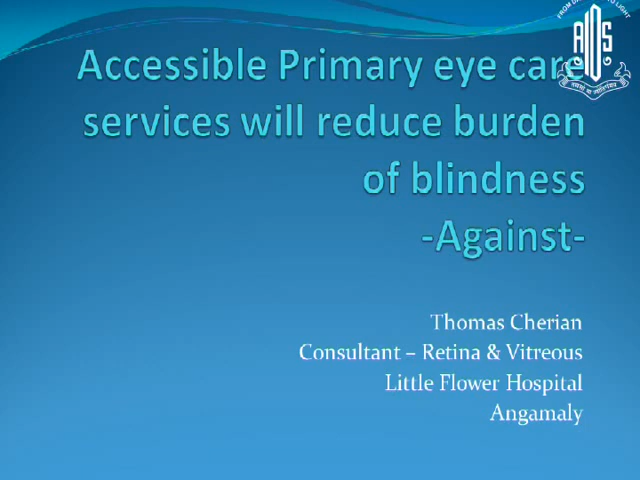 Accessible Primary eye care
services will reduce burden
of blindness
-Against-
Thomas Cherian
Consultant – Retina & Vitreous
Little Flower Hospital
Angamaly